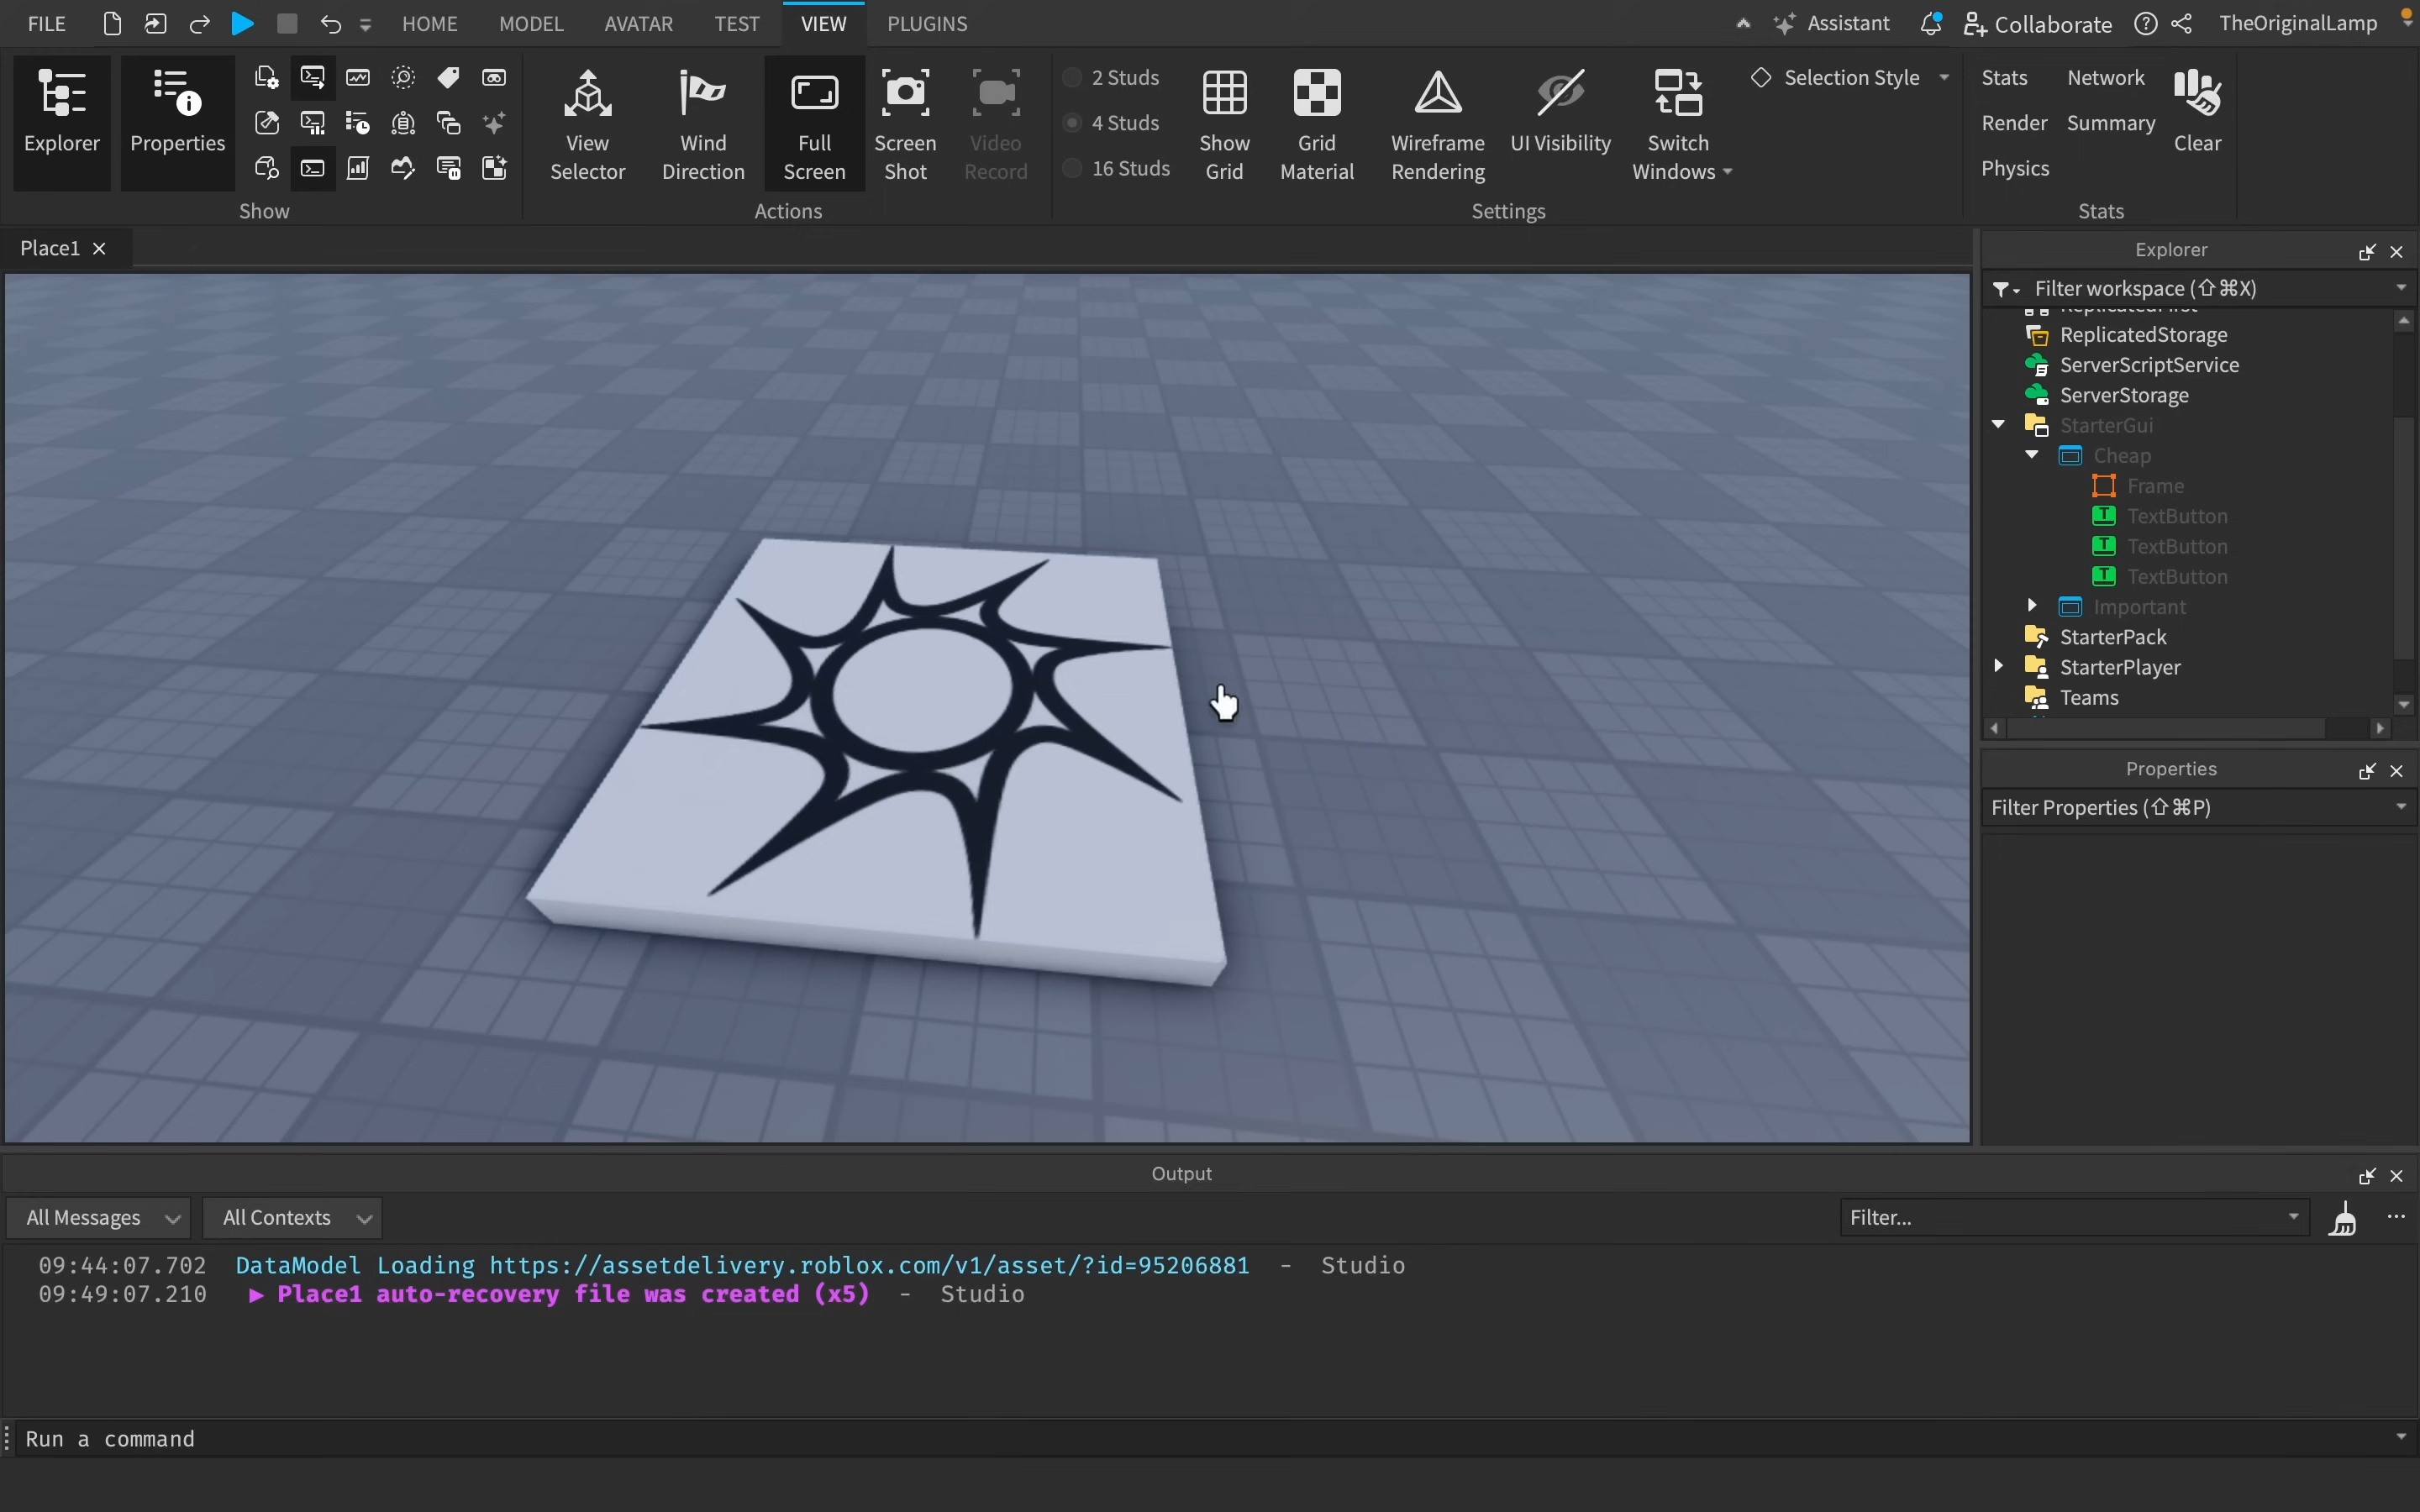 FILE HOME MODEL AVATAR TEST VIEW PLUGINS Assistant Collaborate TheOriginalLamp
Explorer
Properties
Show
View
Selector
Wind
Direction
Full
Screen
Screen
Shot
Video
Record
Actions
2 Studs
4 Studs
16 Studs
Show
Grid
Grid
Material
Wireframe
Rendering
UI Visibility
Switch
Windows
Selection Style
Settings
Stats Network
Render Summary
Physics
Clear
Stats
Place1
Explorer
Filter workspace (⇧⌘X)
ReplicatedFirst
ReplicatedStorage
ServerScriptService
ServerStorage
StarterGui
Cheap
Frame
TextButton
TextButton
TextButton
Important
StarterPack
StarterPlayer
Teams
Properties
Filter Properties (⇧⌘P)
Output
All Messages All Contexts Filter...
09:44:07.702 DataModel Loading https://assetdelivery.roblox.com/v1/asset/?id=95206881 - Studio
09:49:07.210 ▶ Place1 auto-recovery file was created (x5) - Studio
Run a command